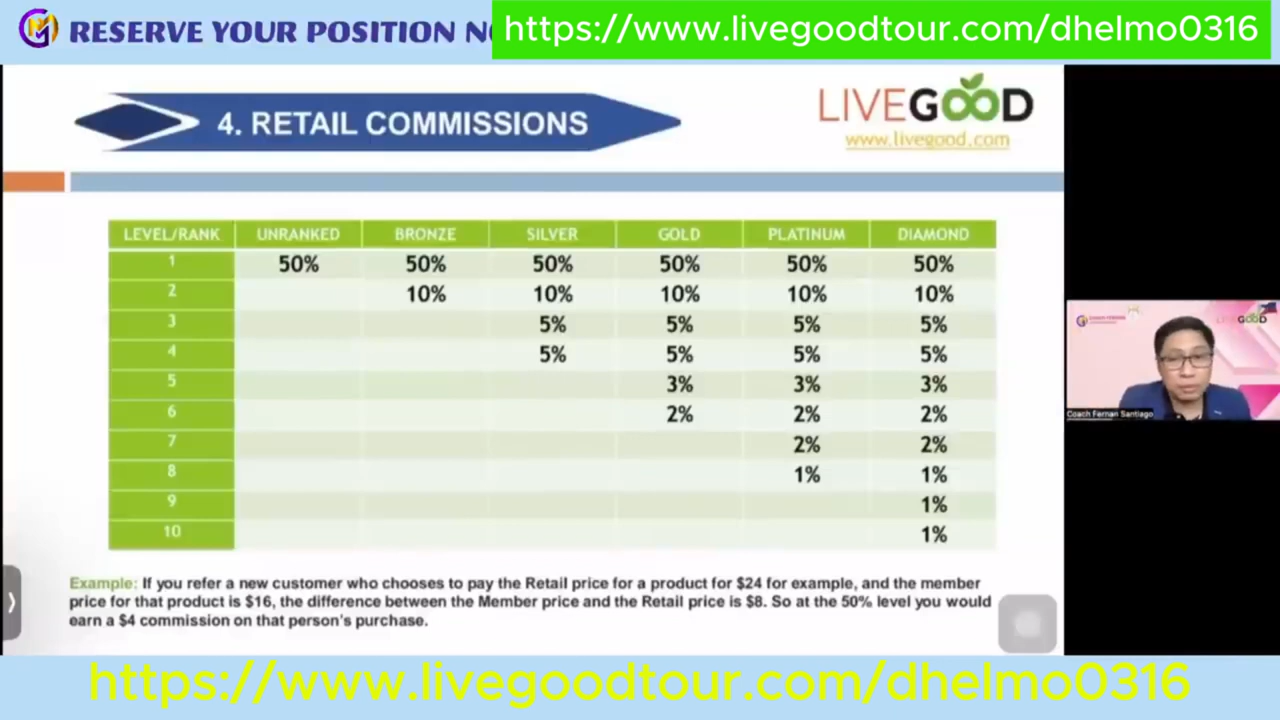 RESERVE YOUR POSITION
https://www.livegoodtour.com/dhelmo0316
4. RETAIL COMMISSIONS
LIVEGOOD
www.livegood.com
LEVEL/RANK UNRANKED BRONZE SILVER GOLD PLATINUM DIAMOND
1 50% 50% 50% 50% 50% 50%
2 10% 10% 10% 10% 10%
3 5% 5% 5% 5%
4 5% 5% 5% 5%
5 3% 3% 3%
6 2% 2% 2%
7 2% 2%
8 1% 1%
9 1%
10 1%
Example: If you refer a new customer who chooses to pay the Retail price for a product for $24 for example, and the member
price for that product is $16, the difference between the Member price and the Retail price is $8. So at the 50% level you would
earn a $4 commission on that person's purchase.
Coach Fernan Santiago
https://www.livegoodtour.com/dhelmo0316